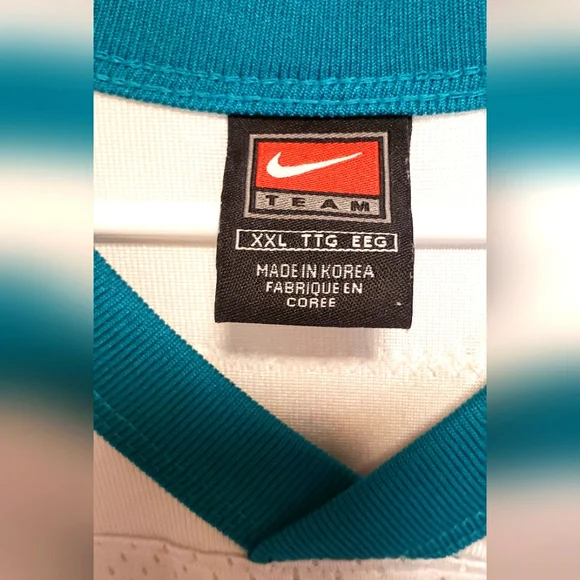 TEAM
XXL TTG EEG
MADE IN KOREA
FABRIQUE EN
COREE